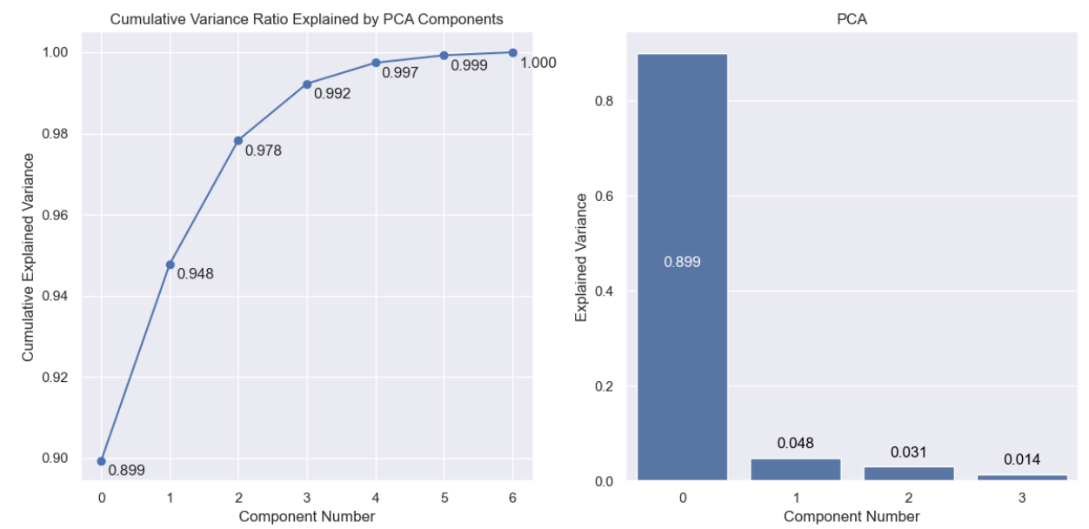 Cumulative Variance Ratio Explained by PCA Components
Cumulative Explained Variance
1.00
0.98
0.96
0.94
0.92
0.90
0.899
0.948
0.978
0.992
0.997
0.999
1.000
0 1 2 3 4 5 6
Component Number
PCA
Explained Variance
0.8
0.6
0.4
0.2
0.0
0.899
0.048
0.031
0.014
0 1 2 3
Component Number